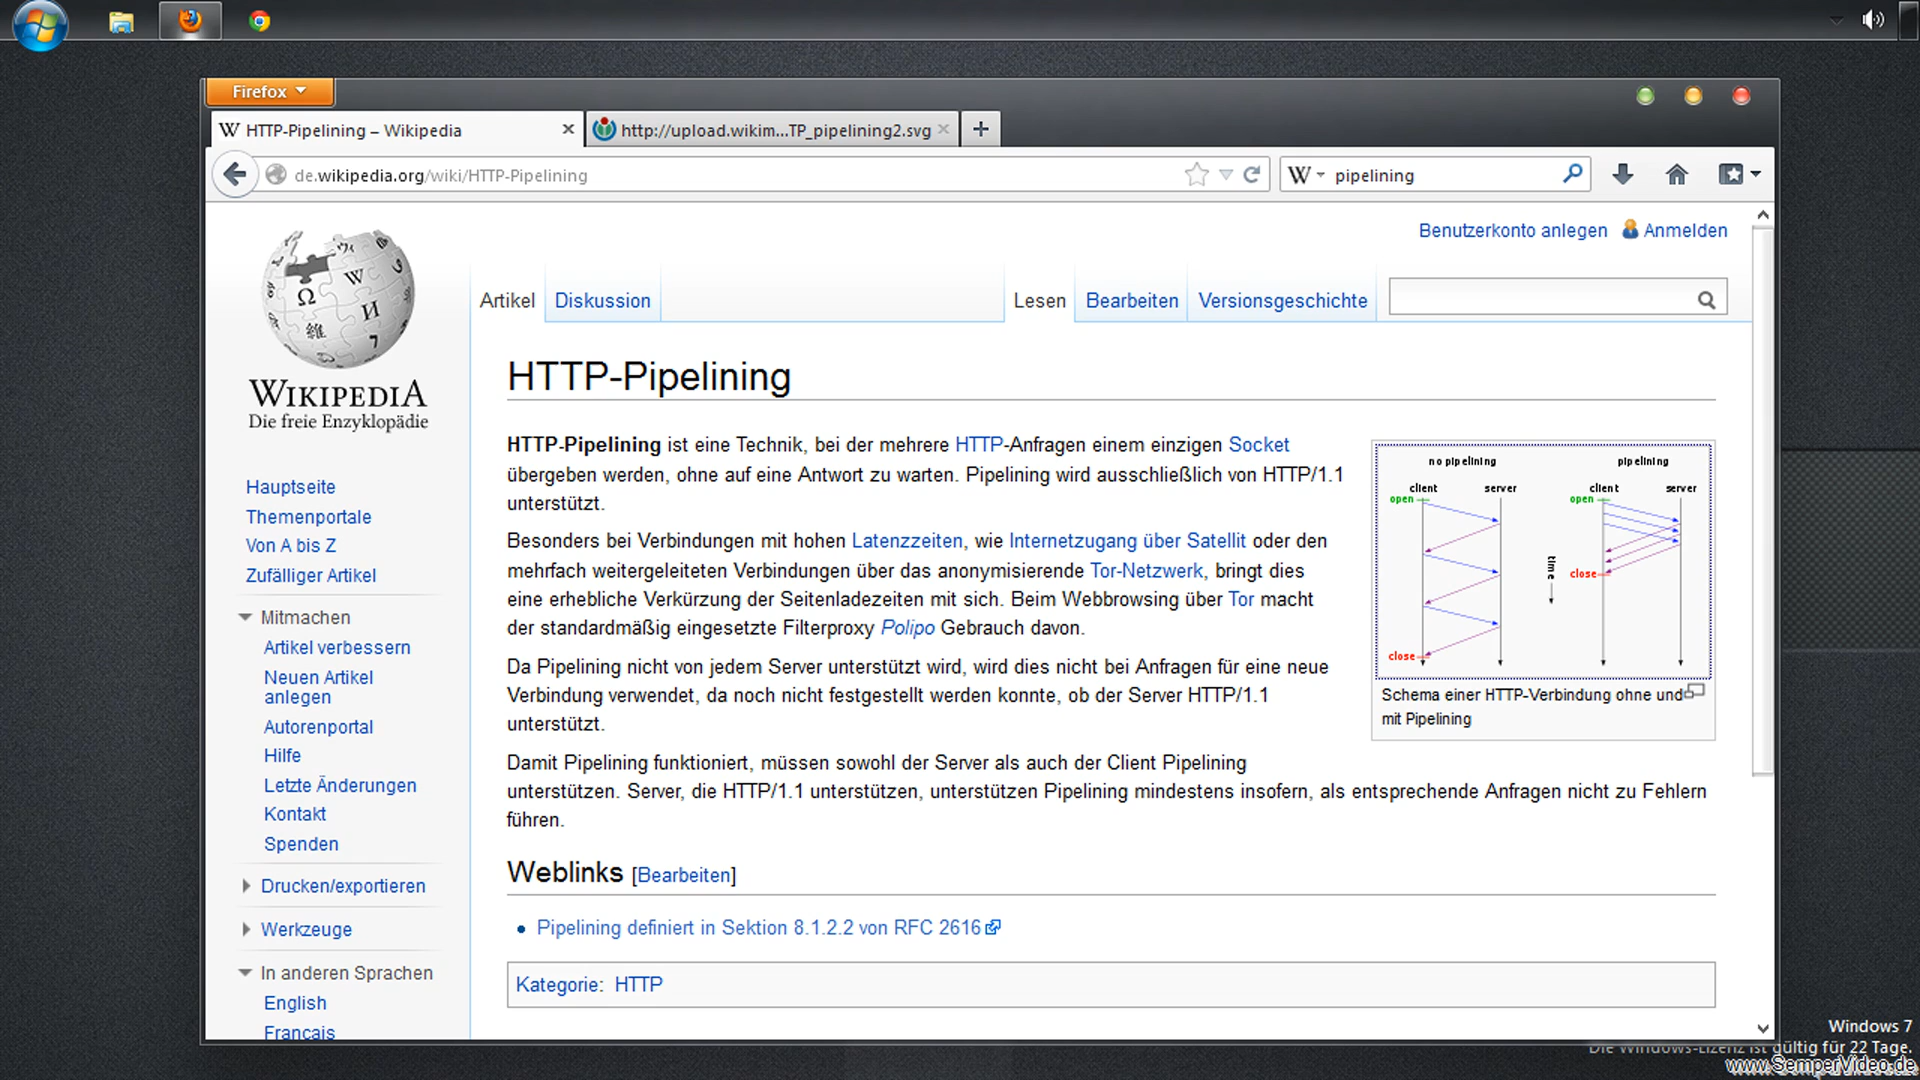 Firefox
HTTP-Pipelining – Wikipedia
http://upload.wikim...TP_pipelining2.svg
de.wikipedia.org/wiki/HTTP-Pipelining
W
pipelining
Benutzerkonto anlegen
Anmelden
WIKIPEDIA
Die freie Enzyklopädie
Artikel
Diskussion
Lesen
Bearbeiten
Versionsgeschichte
Hauptseite
Themenportale
Von A bis Z
Zufälliger Artikel
Mitmachen
Artikel verbessern
Neuen Artikel
anlegen
Autorenportal
Hilfe
Letzte Änderungen
Kontakt
Spenden
Drucken/exportieren
Werkzeuge
In anderen Sprachen
English
Français
HTTP-Pipelining
HTTP-Pipelining ist eine Technik, bei der mehrere HTTP-Anfragen einem einzigen Socket
übergeben werden, ohne auf eine Antwort zu warten. Pipelining wird ausschließlich von HTTP/1.1
unterstützt.
Besonders bei Verbindungen mit hohen Latenzzeiten, wie Internetzugang über Satellit oder den
mehrfach weitergeleiteten Verbindungen über das anonymisierende Tor-Netzwerk, bringt dies
eine erhebliche Verkürzung der Seitenladezeiten mit sich. Beim Webbrowsing über Tor macht
der standardmäßig eingesetzte Filterproxy Polipo Gebrauch davon.
Da Pipelining nicht von jedem Server unterstützt wird, wird dies nicht bei Anfragen für eine neue
Verbindung verwendet, da noch nicht festgestellt werden konnte, ob der Server HTTP/1.1
unterstützt.
Damit Pipelining funktioniert, müssen sowohl der Server als auch der Client Pipelining
unterstützen. Server, die HTTP/1.1 unterstützen, unterstützen Pipelining mindestens insofern, als entsprechende Anfragen nicht zu Fehlern
führen.
no pipelining
pipelining
client
server
client
server
open
open
time
close
close
Schema einer HTTP-Verbindung ohne und
mit Pipelining
Weblinks [Bearbeiten]
Pipelining definiert in Sektion 8.1.2.2 von RFC 2616
Kategorie: HTTP
Windows 7
Die Windows-Lizenz ist gültig für 22 Tage.
www.SemperVideo.de